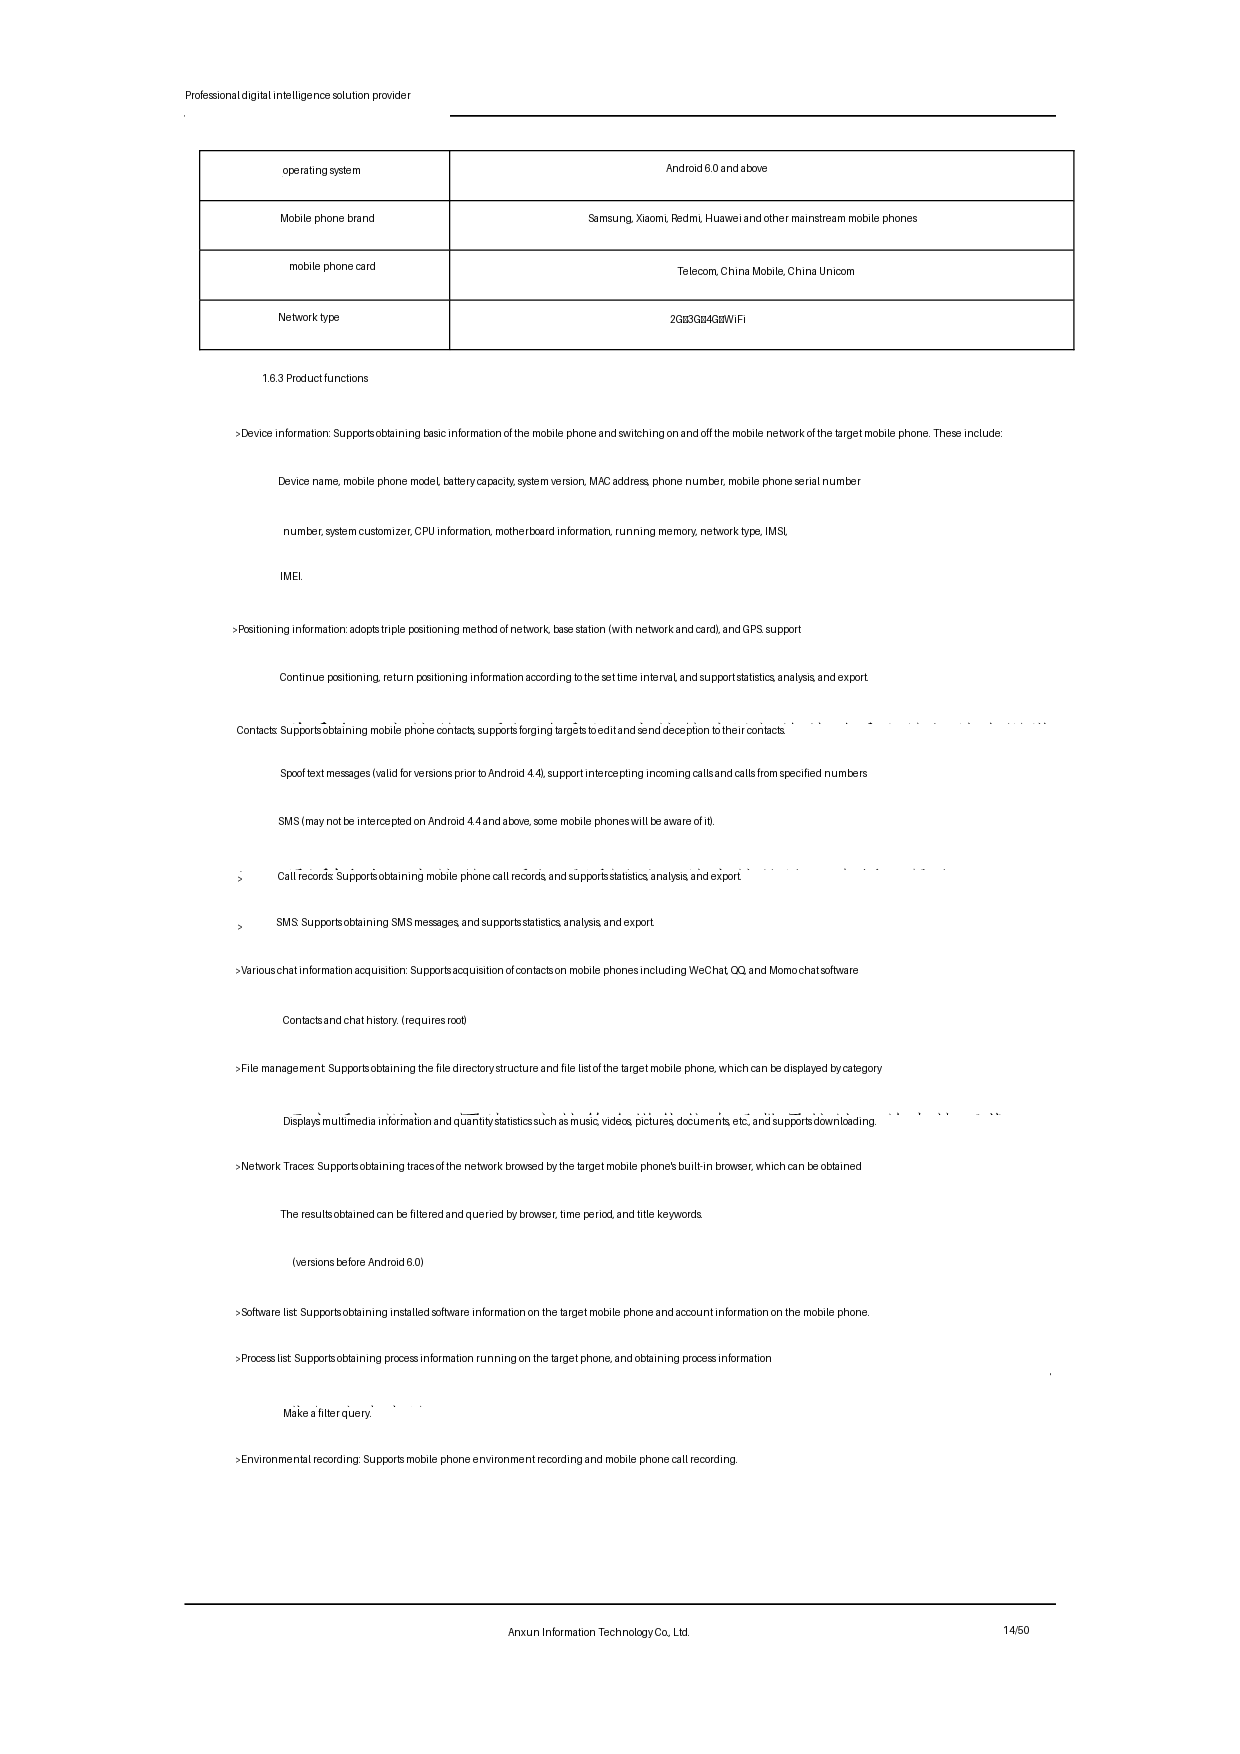 Professional digital intelligence solution provider
operating system
Android 6.0 and above
Mobile phone brand
Samsung, Xiaomi, Redmi, Huawei and other mainstream mobile phones
mobile phone card
Telecom, China Mobile, China Unicom
Network type
2G 3G 4G WiFi
1.6.3 Product functions
>Device information: Supports obtaining basic information of the mobile phone and switching on and off the mobile network of the target mobile phone. These include:
Device name, mobile phone model, battery capacity, system version, MAC address, phone number, mobile phone serial number
number, system customizer, CPU information, motherboard information, running memory, network type, IMSI,
IMEI.
>Positioning information: adopts triple positioning method of network, base station (with network and card), and GPS. support
Continue positioning, return positioning information according to the set time interval, and support statistics, analysis, and export.
Contacts: Supports obtaining mobile phone contacts, supports forging targets to edit and send deception to their contacts.
Spoof text messages (valid for versions prior to Android 4.4), support intercepting incoming calls and calls from specified numbers
SMS (may not be intercepted on Android 4.4 and above, some mobile phones will be aware of it).
> Call records: Supports obtaining mobile phone call records, and supports statistics, analysis, and export.
> SMS: Supports obtaining SMS messages, and supports statistics, analysis, and export.
>Various chat information acquisition: Supports acquisition of contacts on mobile phones including WeChat, QQ, and Momo chat software
Contacts and chat history. (requires root)
>File management: Supports obtaining the file directory structure and file list of the target mobile phone, which can be displayed by category
Displays multimedia information and quantity statistics such as music, videos, pictures, documents, etc., and supports downloading.
>Network Traces: Supports obtaining traces of the network browsed by the target mobile phone's built-in browser, which can be obtained
The results obtained can be filtered and queried by browser, time period, and title keywords.
(versions before Android 6.0)
>Software list: Supports obtaining installed software information on the target mobile phone and account information on the mobile phone.
>Process list: Supports obtaining process information running on the target phone, and obtaining process information
Make a filter query.
>Environmental recording: Supports mobile phone environment recording and mobile phone call recording.
Anxun Information Technology Co., Ltd.
14/50